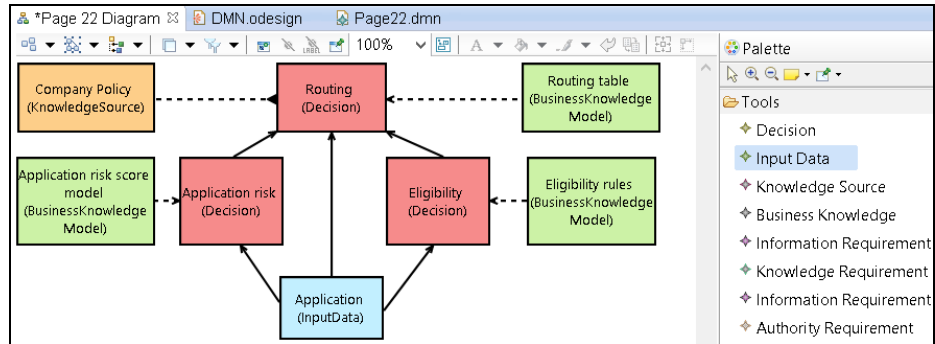 *Page 22 Diagram
DMN.odesign
Page22.dmn
100%
A
Palette
Tools
Decision
Input Data
Knowledge Source
Business Knowledge
Information Requirement
Knowledge Requirement
Information Requirement
Authority Requirement
Company Policy
(KnowledgeSource)
Routing
(Decision)
Routing table
(BusinessKnowledge
Model)
Application risk score
model
(BusinessKnowledge
Model)
Application risk
(Decision)
Eligibility
(Decision)
Eligibility rules
(BusinessKnowledge
Model)
Application
(InputData)